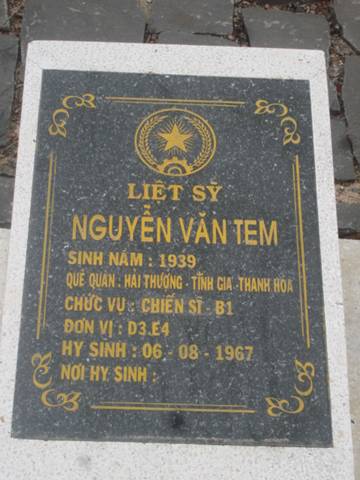 LIỆT SỸ
NGUYỄN VĂN TEM
SINH NĂM : 1939
QUÊ QUÁN : HẢI THƯỢNG - TĨNH GIA THANH HOA
CHỨC VỤ : CHIẾN SĨ - B1
ĐƠN VỊ : D3.E4
HY SINH : 06 - 08 - 1967
NƠI HY SINH :